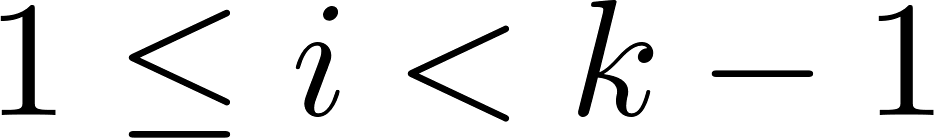 1 ≤ i < k − 1